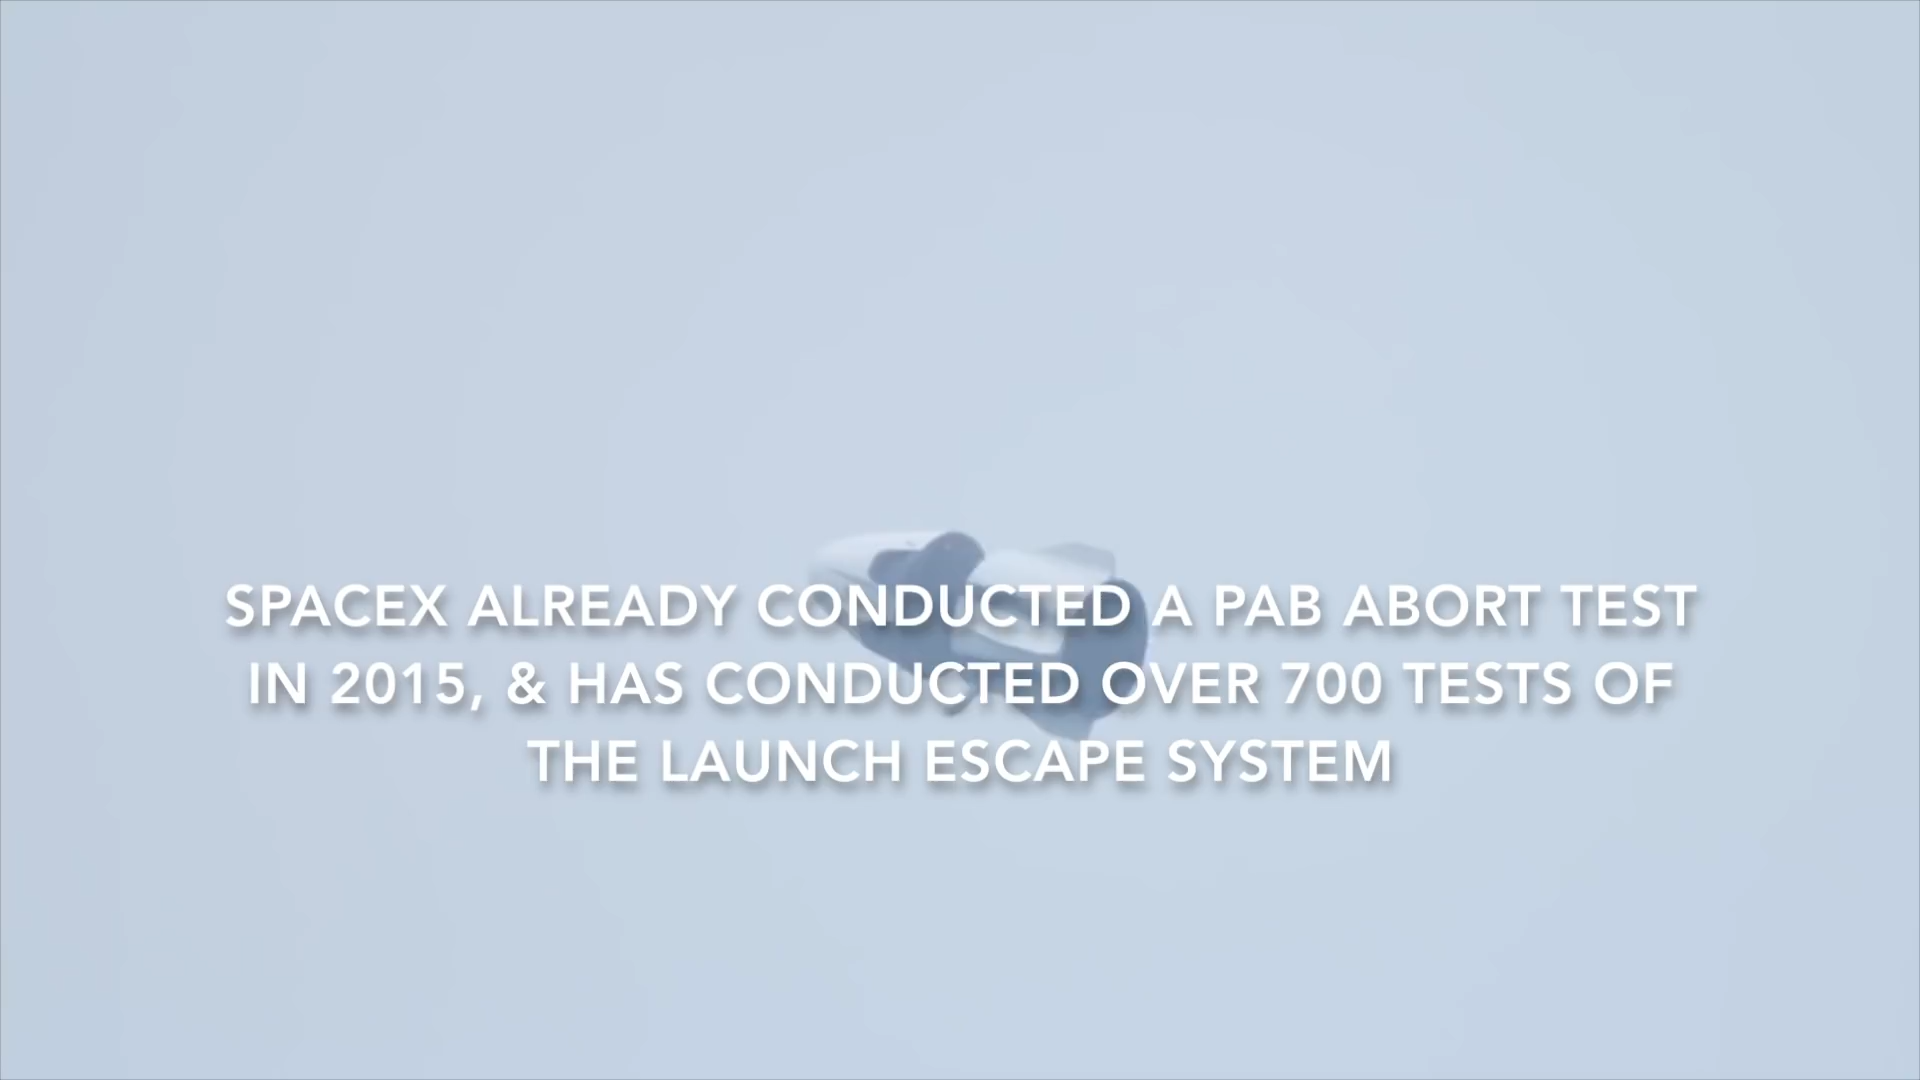 SPACEX ALREADY CONDUCTED A PAB ABORT TEST
IN 2015, & HAS CONDUCTED OVER 700 TESTS OF
THE LAUNCH ESCAPE SYSTEM